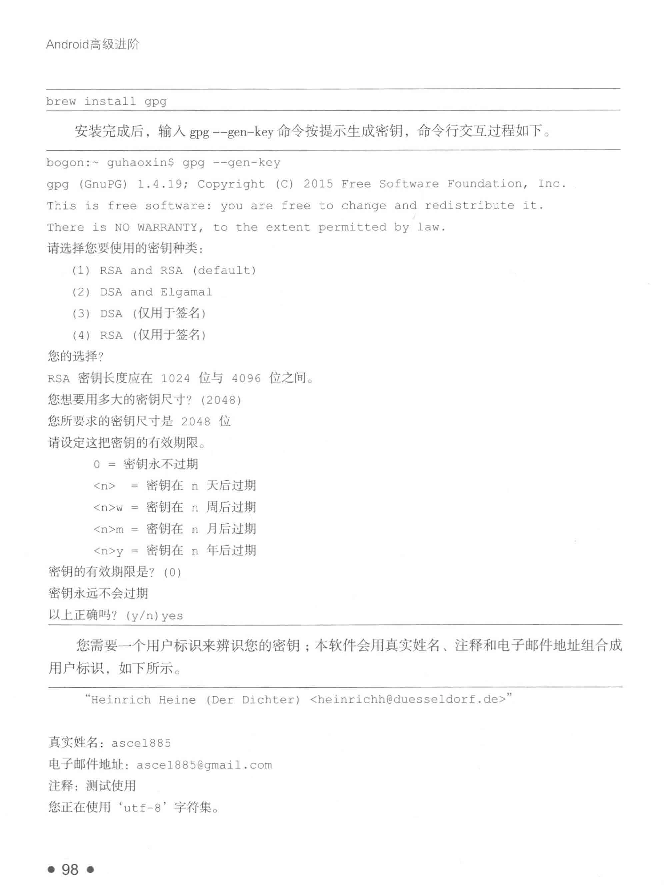 Android高级进阶
brew install gpg
安装完成后，输入 gpg --gen-key 命令按提示生成密钥，命令行交互过程如下。
bogon:~ guhaoxin$ gpg --gen-key
gpg (GnuPG) 1.4.19; Copyright (C) 2015 Free Software Foundation, Inc.
This is free software: you are free to change and redistribute it.
There is NO WARRANTY, to the extent permitted by law.
请选择您要使用的密钥种类：
(1) RSA and RSA (default)
(2) DSA and Elgamal
(3) DSA (仅用于签名)
(4) RSA (仅用于签名)
您的选择？
RSA 密钥长度应在 1024 位与 4096 位之间。
您想要用多大的密钥尺寸？(2048)
您所要求的密钥尺寸是 2048 位
请设定这把密钥的有效期限。
0 = 密钥永不过期
<n> = 密钥在 n 天后过期
<n>w = 密钥在 n 周后过期
<n>m = 密钥在 n 月后过期
<n>y = 密钥在 n 年后过期
密钥的有效期限是？(0)
密钥永远不会过期
以上正确吗？(y/n)yes
您需要一个用户标识来辨识您的密钥；本软件会用真实姓名、注释和电子邮件地址组合成
用户标识，如下所示。
“Heinrich Heine (Der Dichter) <heinrichh@duesseldorf.de>”
真实姓名：asce1885
电子邮件地址：asce1885@gmail.com
注释：测试使用
您正在使用‘utf-8’字符集。
● 98 ●